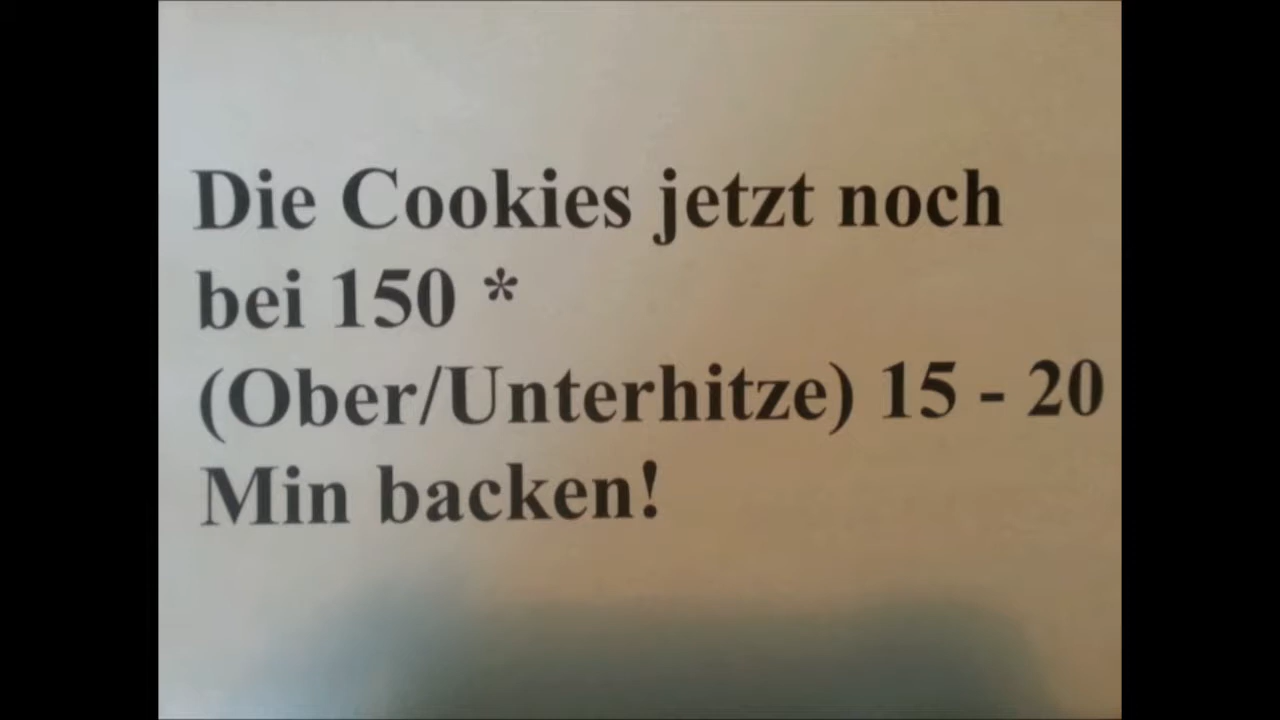 Die Cookies jetzt noch
bei 150 *
(Ober/Unterhitze) 15 - 20
Min backen!